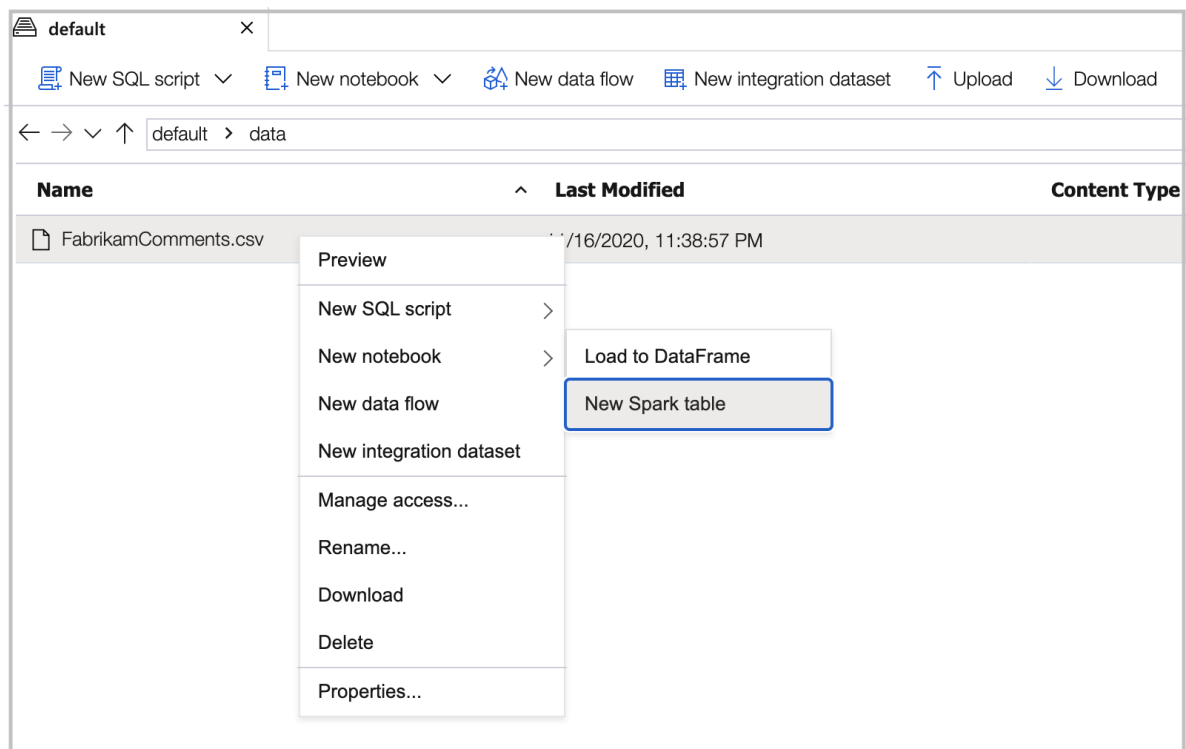 default
New SQL script New notebook New data flow New integration dataset Upload Download
default > data
Name Last Modified Content Type
FabrikamComments.csv /16/2020, 11:38:57 PM
Preview
New SQL script
New notebook
New data flow
New integration dataset
Manage access...
Rename...
Download
Delete
Properties...
Load to DataFrame
New Spark table